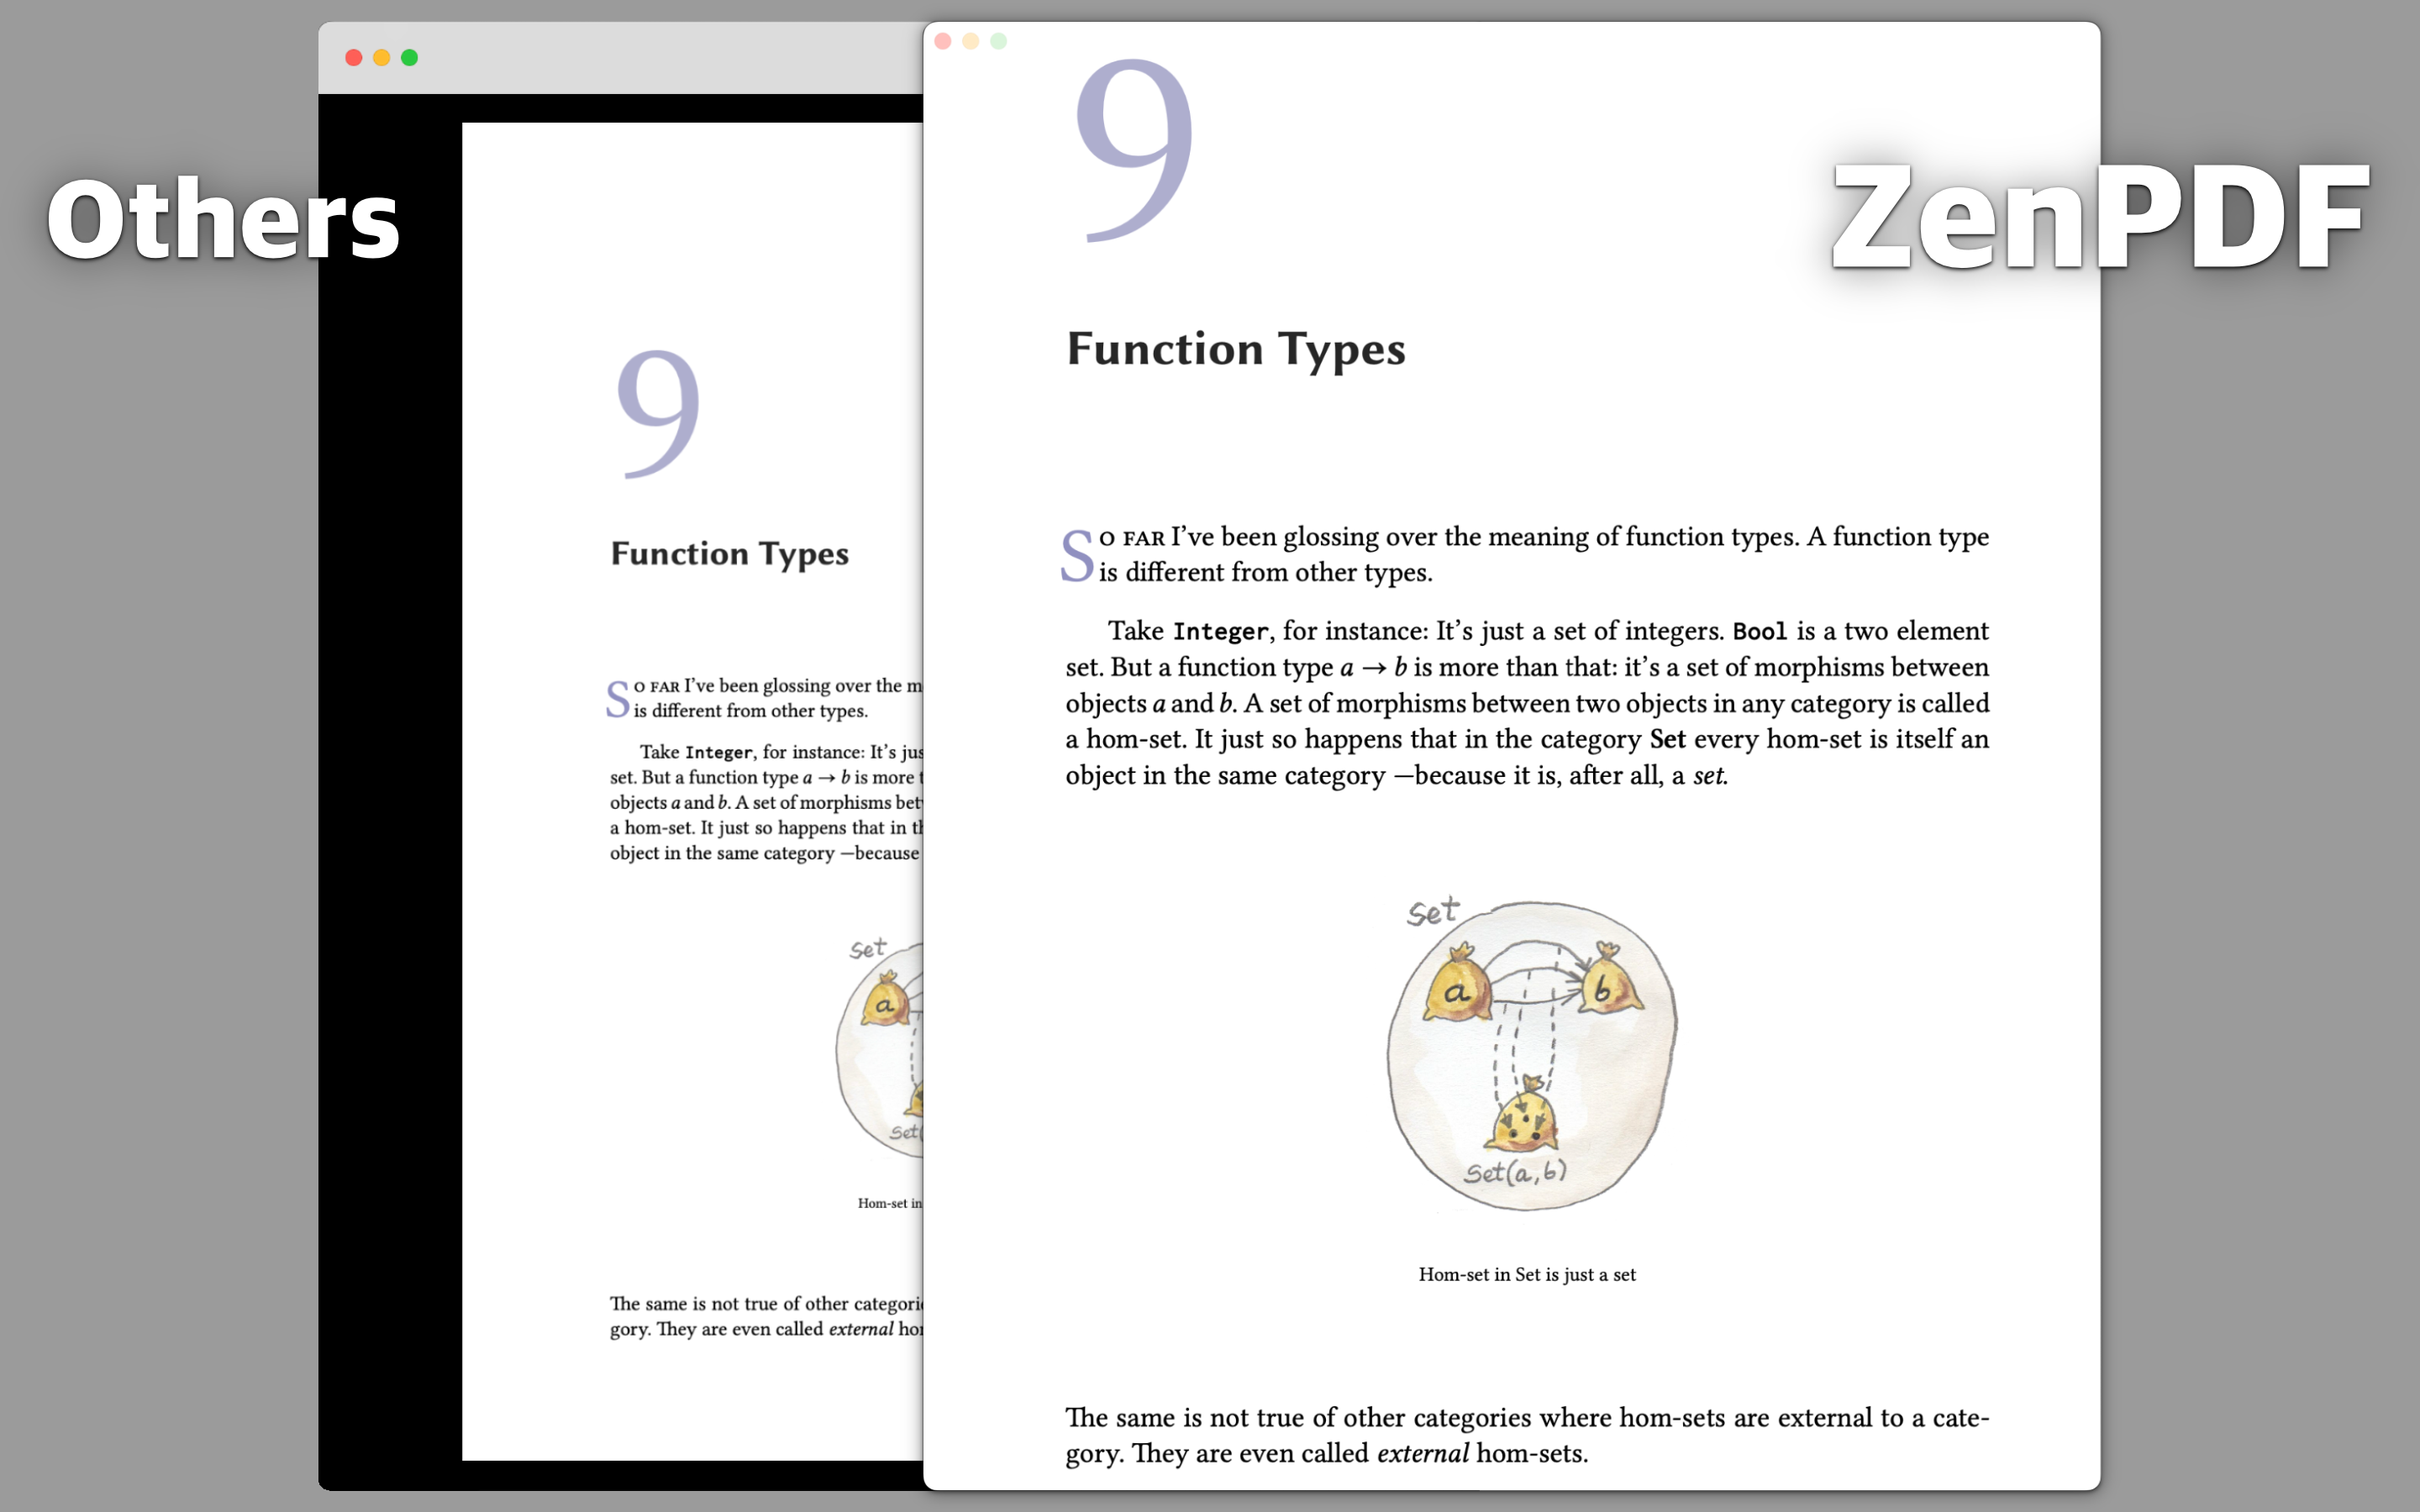 Others
9
Function Types
SO FAR I've been glossing over the m
is different from other types.
Take Integer, for instance: It's jus
set. But a function type a → b is more t
objects a and b. A set of morphisms bet
a hom-set. It just so happens that in th
object in the same category —because
Set
a
Set(
Hom-set in
The same is not true of other categorie
gory. They are even called external hom
ZenPDF
9
Function Types
SO FAR I've been glossing over the meaning of function types. A function type
is different from other types.
Take Integer, for instance: It's just a set of integers. Bool is a two element
set. But a function type a → b is more than that: it's a set of morphisms between
objects a and b. A set of morphisms between two objects in any category is called
a hom-set. It just so happens that in the category Set every hom-set is itself an
object in the same category —because it is, after all, a set.
Set
a b
Set(a,b)
Hom-set in Set is just a set
The same is not true of other categories where hom-sets are external to a cate-
gory. They are even called external hom-sets.